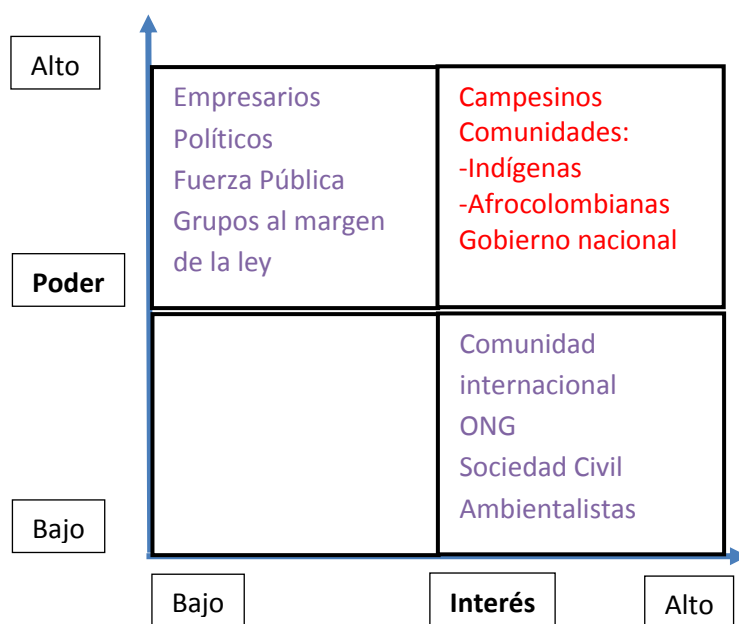 Alto
Empresarios
Políticos
Fuerza Pública
Grupos al margen
de la ley
Campesinos
Comunidades:
-Indígenas
-Afrocolombianas
Gobierno nacional
Poder
Comunidad
internacional
ONG
Sociedad Civil
Ambientalistas
Bajo
Bajo
Interés
Alto